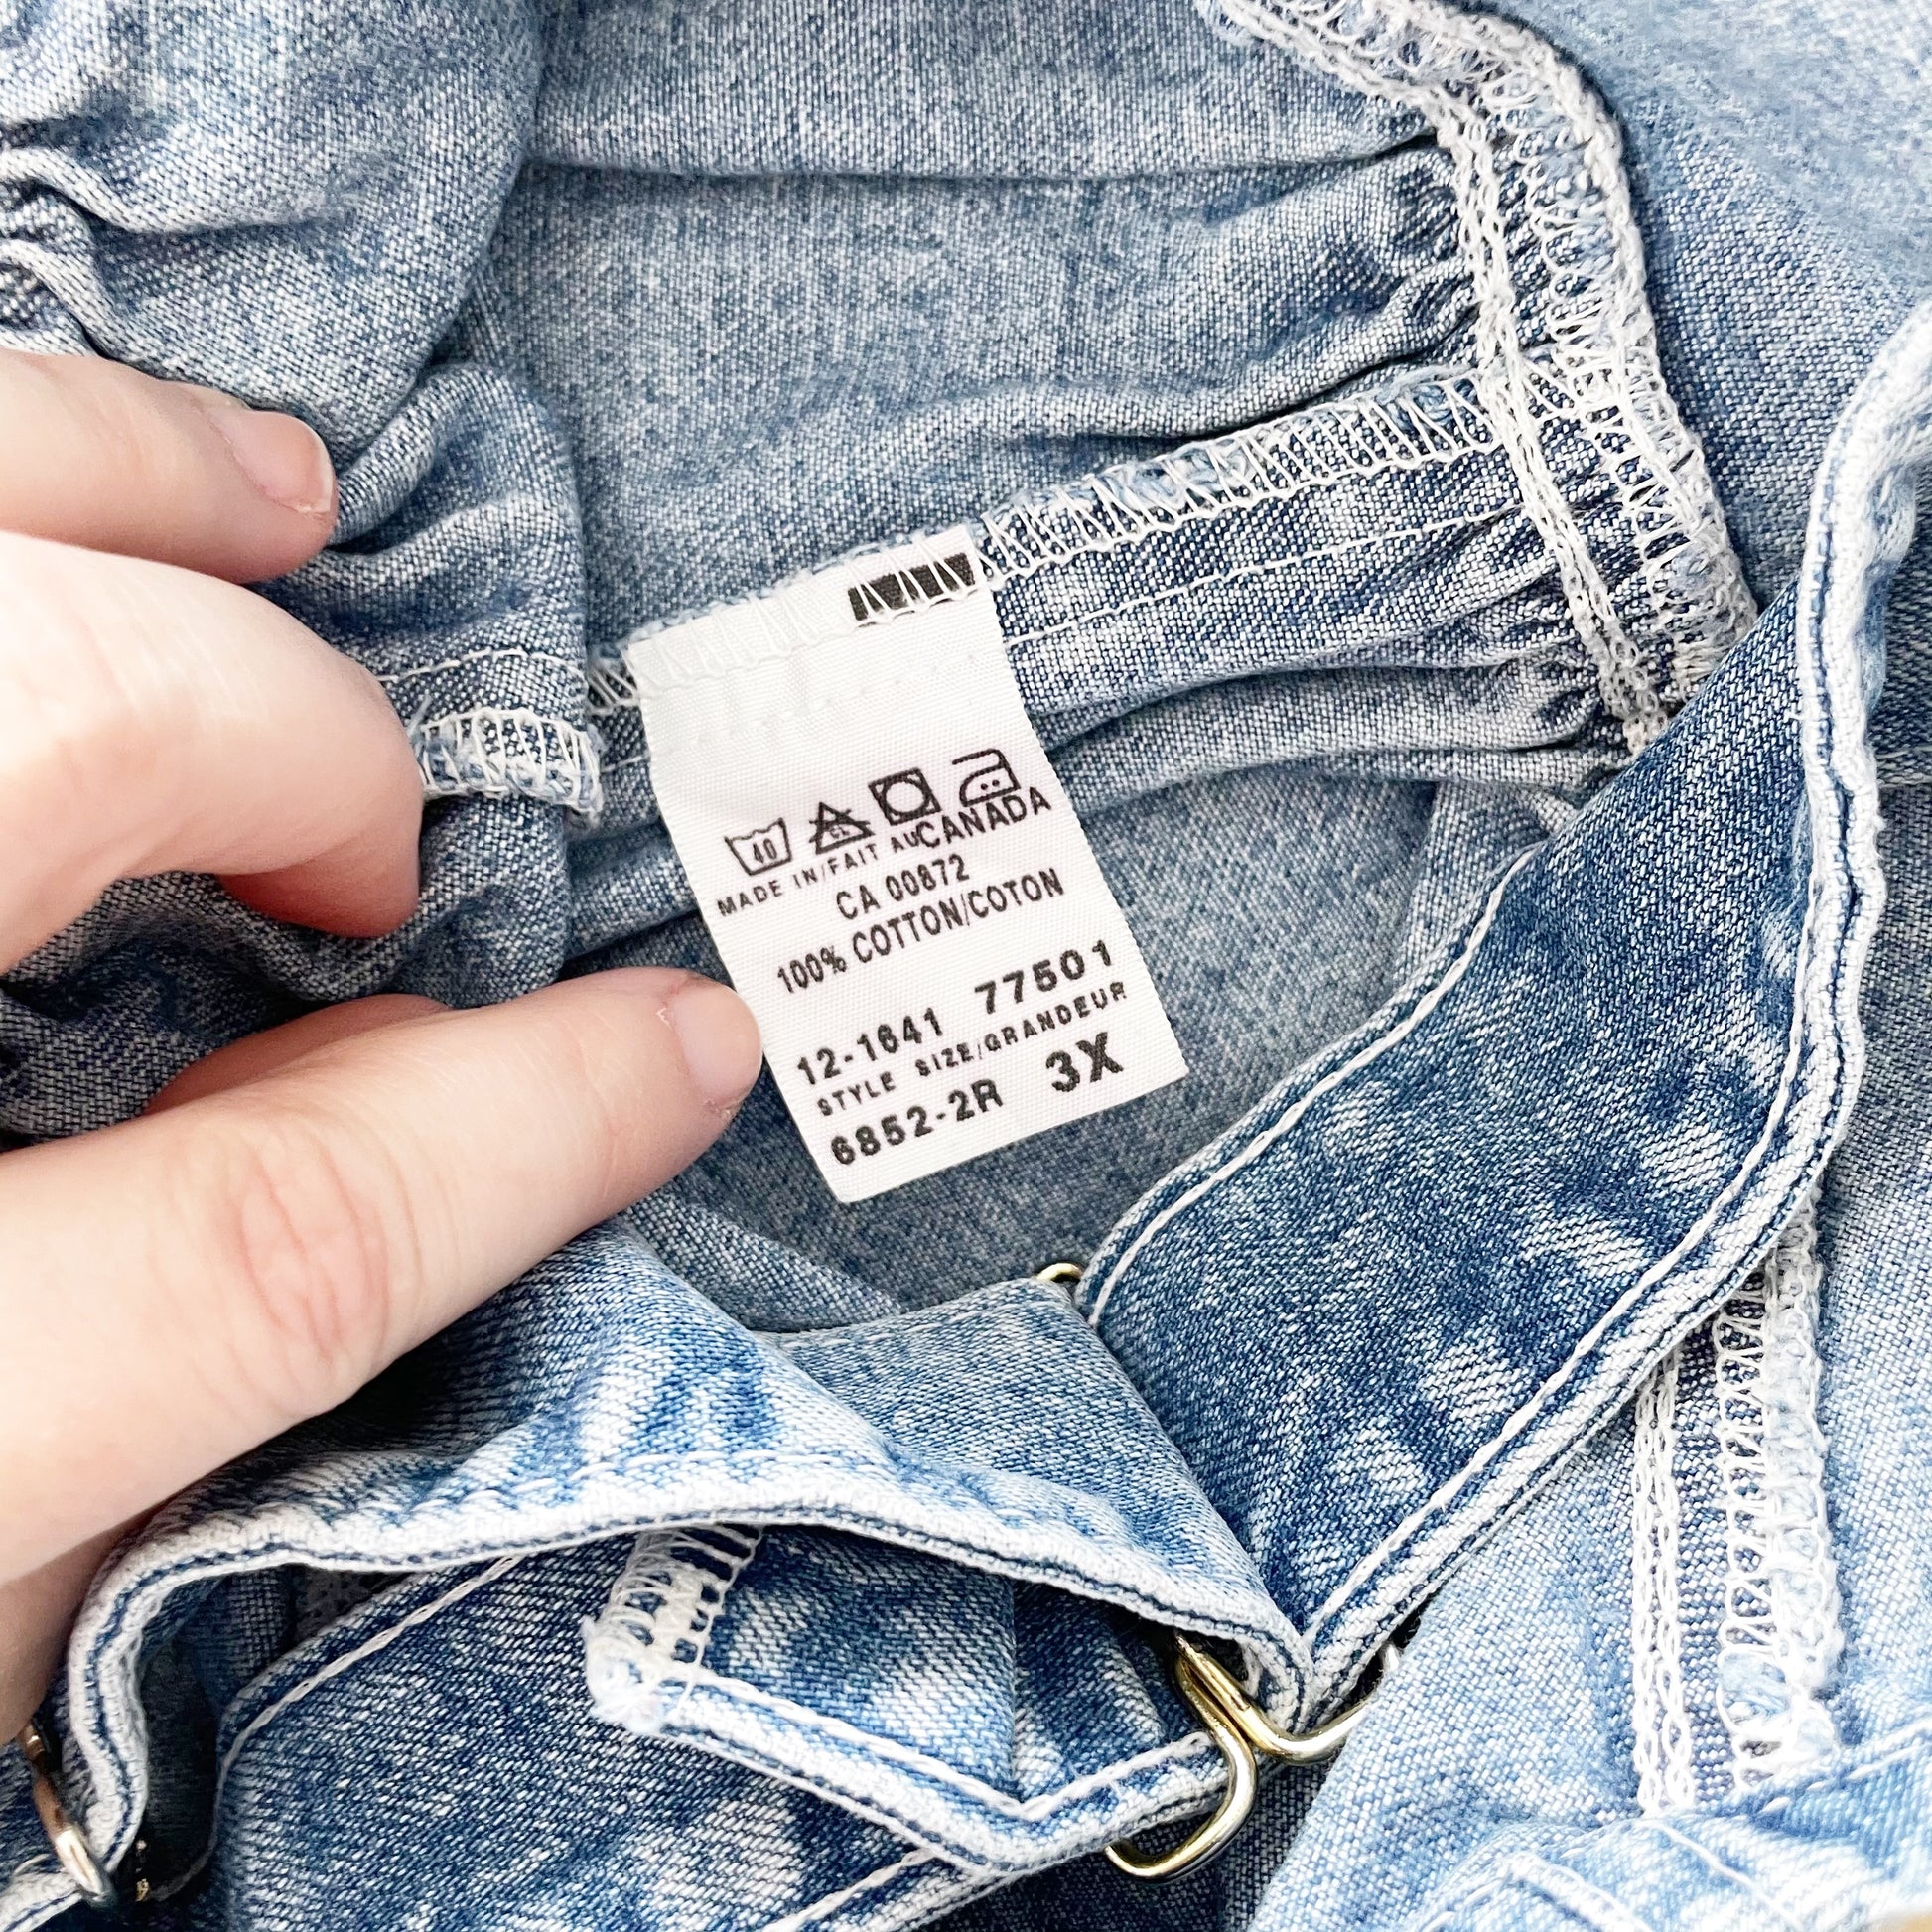 40 CL
MADE IN/FAIT AU CANADA
CA 00872
100% COTTON/COTON
12-1641 77501
STYLE SIZE/GRANDEUR
6852-2R 3X